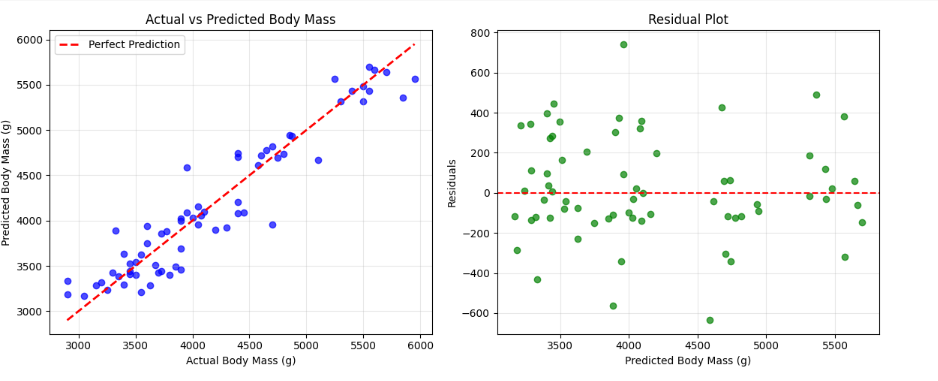 Actual vs Predicted Body Mass
Perfect Prediction
6000
5500
5000
4500
4000
3500
3000
Predicted Body Mass (g)
3000 3500 4000 4500 5000 5500 6000
Actual Body Mass (g)
Residual Plot
800
600
400
200
0
−200
−400
−600
Residuals
3500 4000 4500 5000 5500
Predicted Body Mass (g)